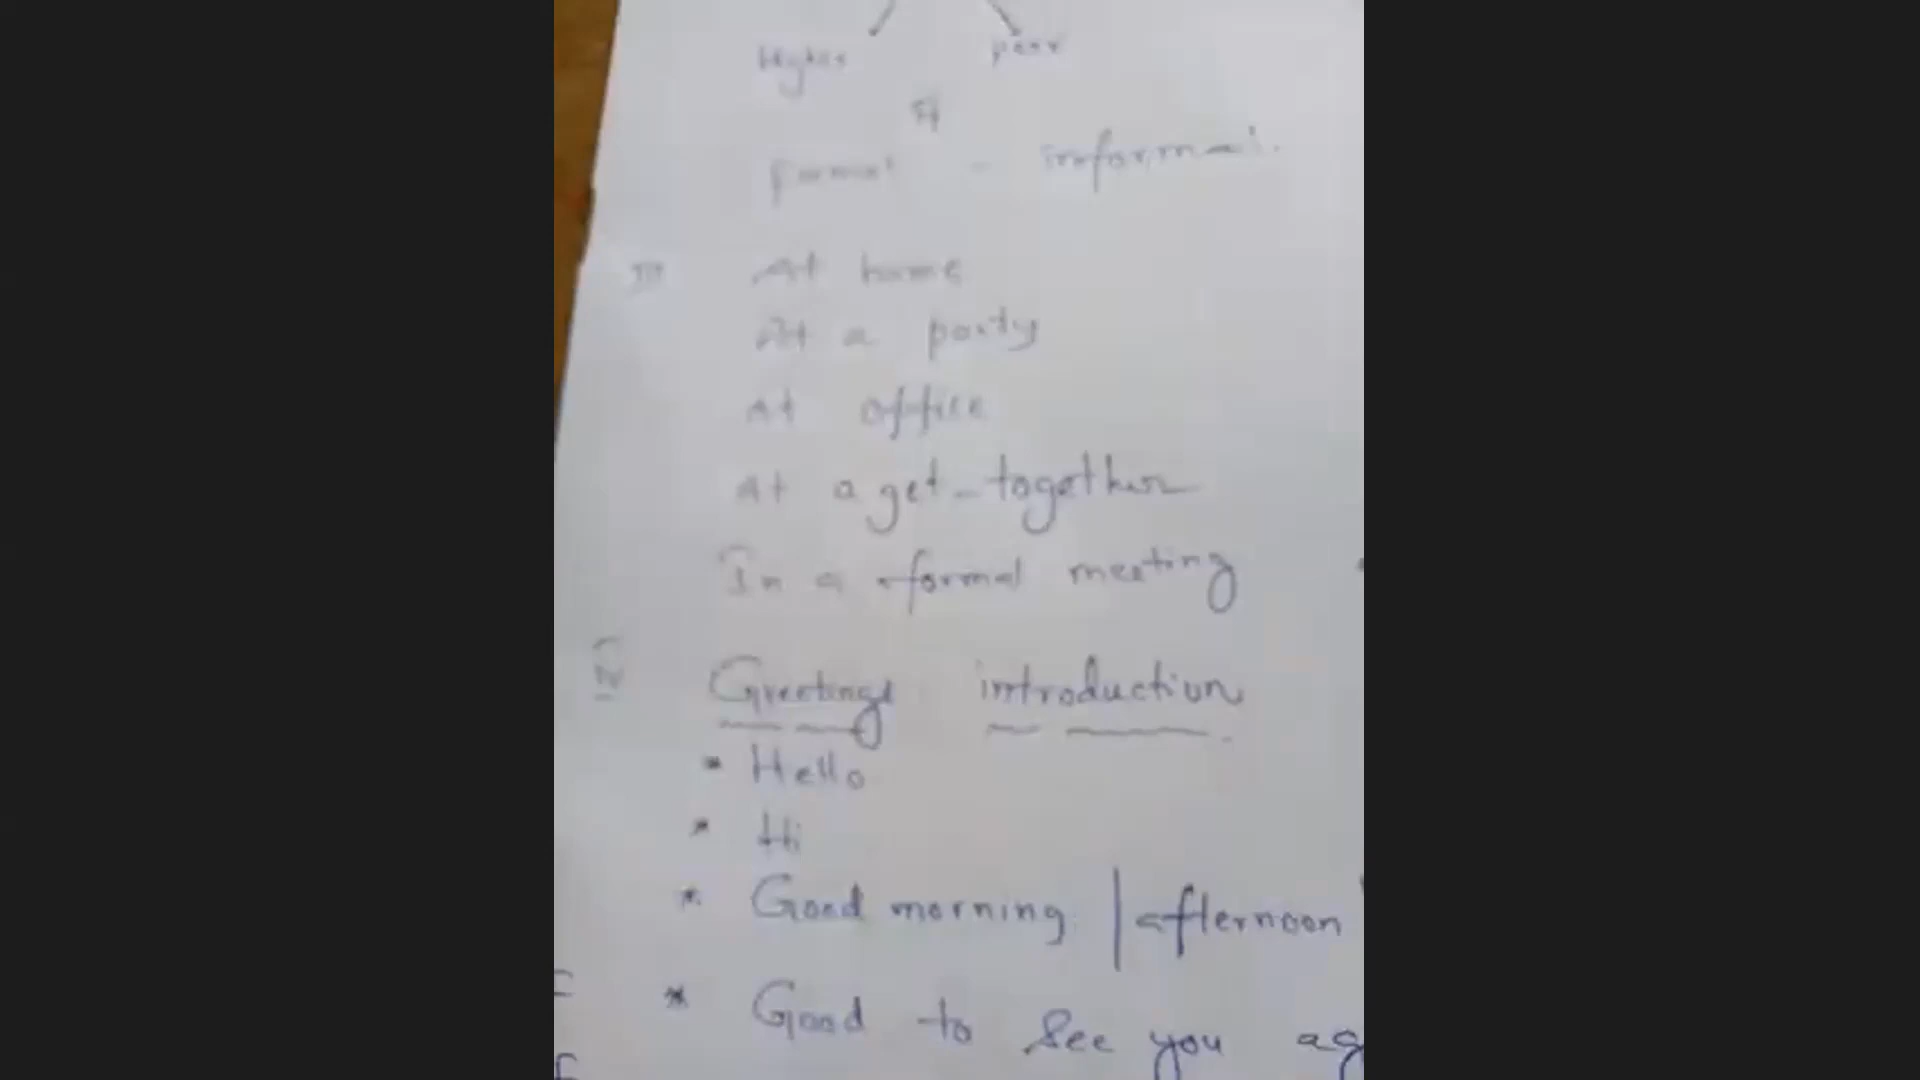 Higher peer
formal - informal.
III At home
At a party
At office
At a get-together
In a formal meeting
IV Greetings introduction
* Hello
* Hi
* Good morning | afternoon
* Good to see you ag